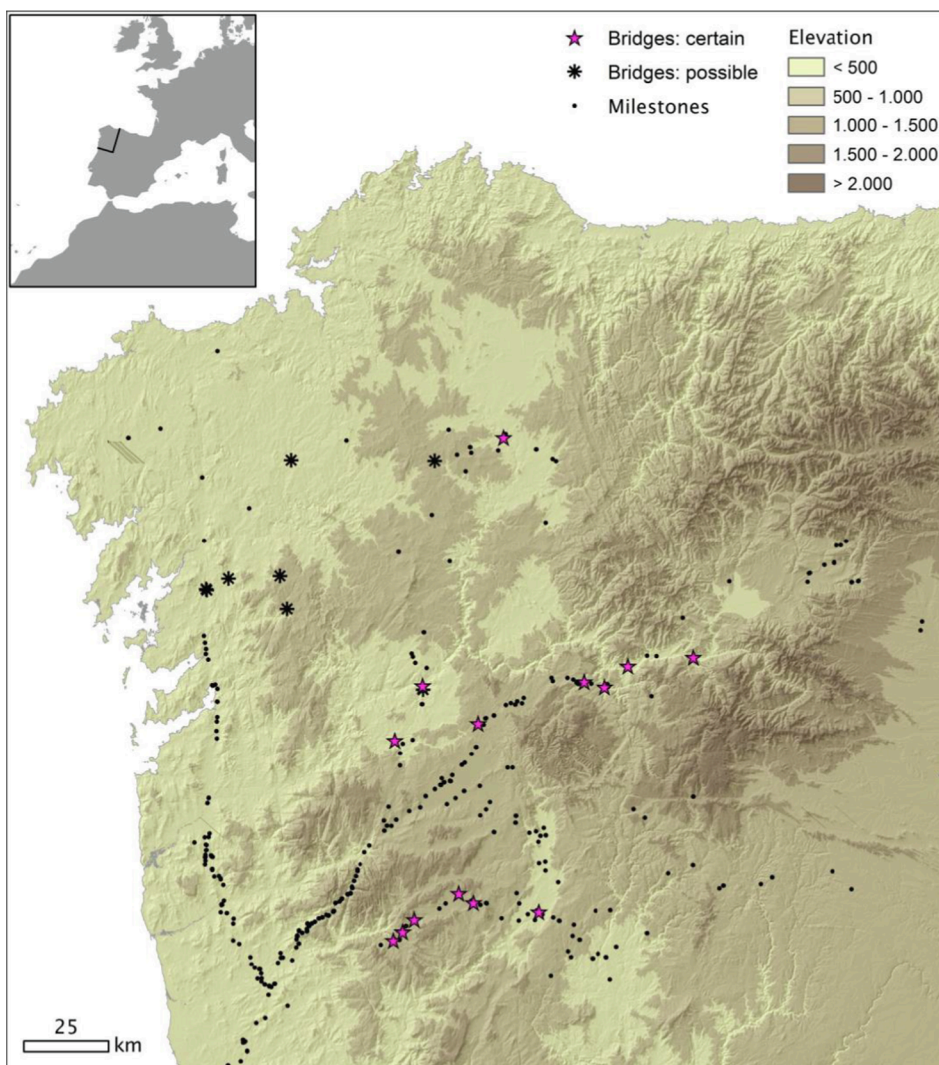 Bridges: certain
Bridges: possible
Milestones
Elevation
< 500
500 - 1.000
1.000 - 1.500
1.500 - 2.000
> 2.000
25
km